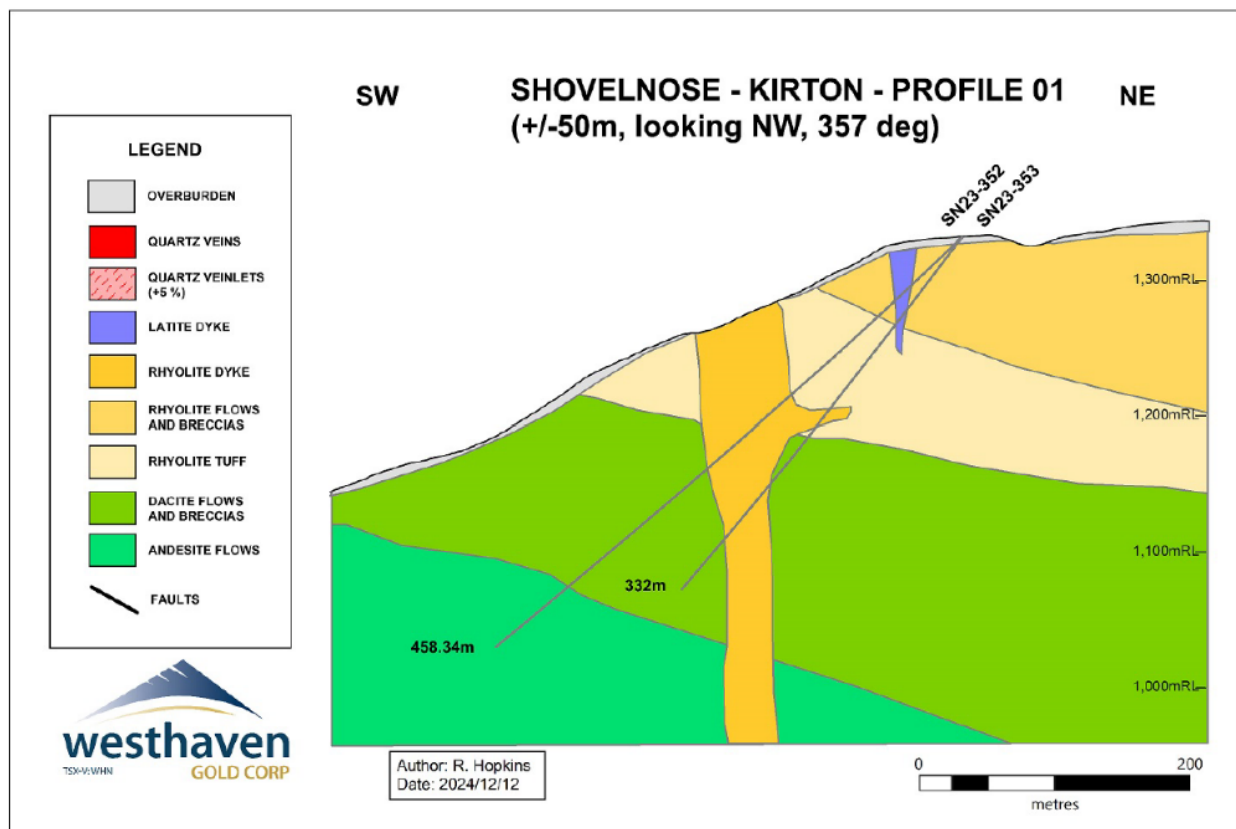 SW
SHOVELNOSE - KIRTON - PROFILE 01
NE
(+/-50m, looking NW, 357 deg)
LEGEND
OVERBURDEN
QUARTZ VEINS
QUARTZ VEINLETS
(+5 %)
LATITE DYKE
RHYOLITE DYKE
RHYOLITE FLOWS
AND BRECCIAS
RHYOLITE TUFF
DACITE FLOWS
AND BRECCIAS
ANDESITE FLOWS
FAULTS
SN23-352
SN23-353
1,300mRL
1,200mRL
1,100mRL
1,000mRL
332m
458.34m
westhaven
TSX-V:WHN
GOLD CORP
Author: R. Hopkins
Date: 2024/12/12
0
200
metres